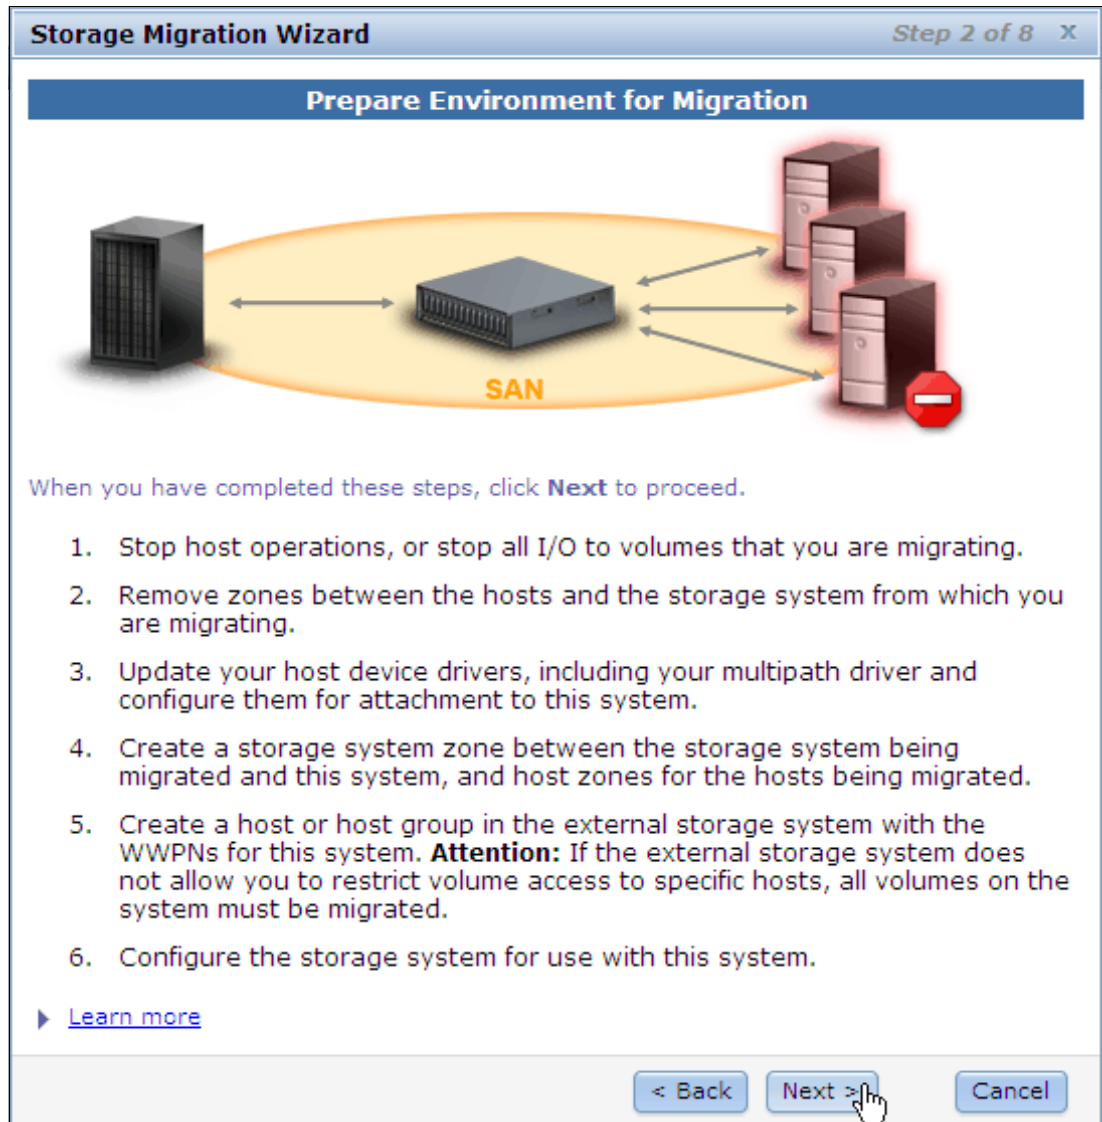 Storage Migration Wizard
Step 2 of 8 x
Prepare Environment for Migration
SAN
When you have completed these steps, click Next to proceed.
1. Stop host operations, or stop all I/O to volumes that you are migrating.
2. Remove zones between the hosts and the storage system from which you
are migrating.
3. Update your host device drivers, including your multipath driver and
configure them for attachment to this system.
4. Create a storage system zone between the storage system being
migrated and this system, and host zones for the hosts being migrated.
5. Create a host or host group in the external storage system with the
WWPNs for this system. Attention: If the external storage system does
not allow you to restrict volume access to specific hosts, all volumes on the
system must be migrated.
6. Configure the storage system for use with this system.
Learn more
< Back
Next >
Cancel